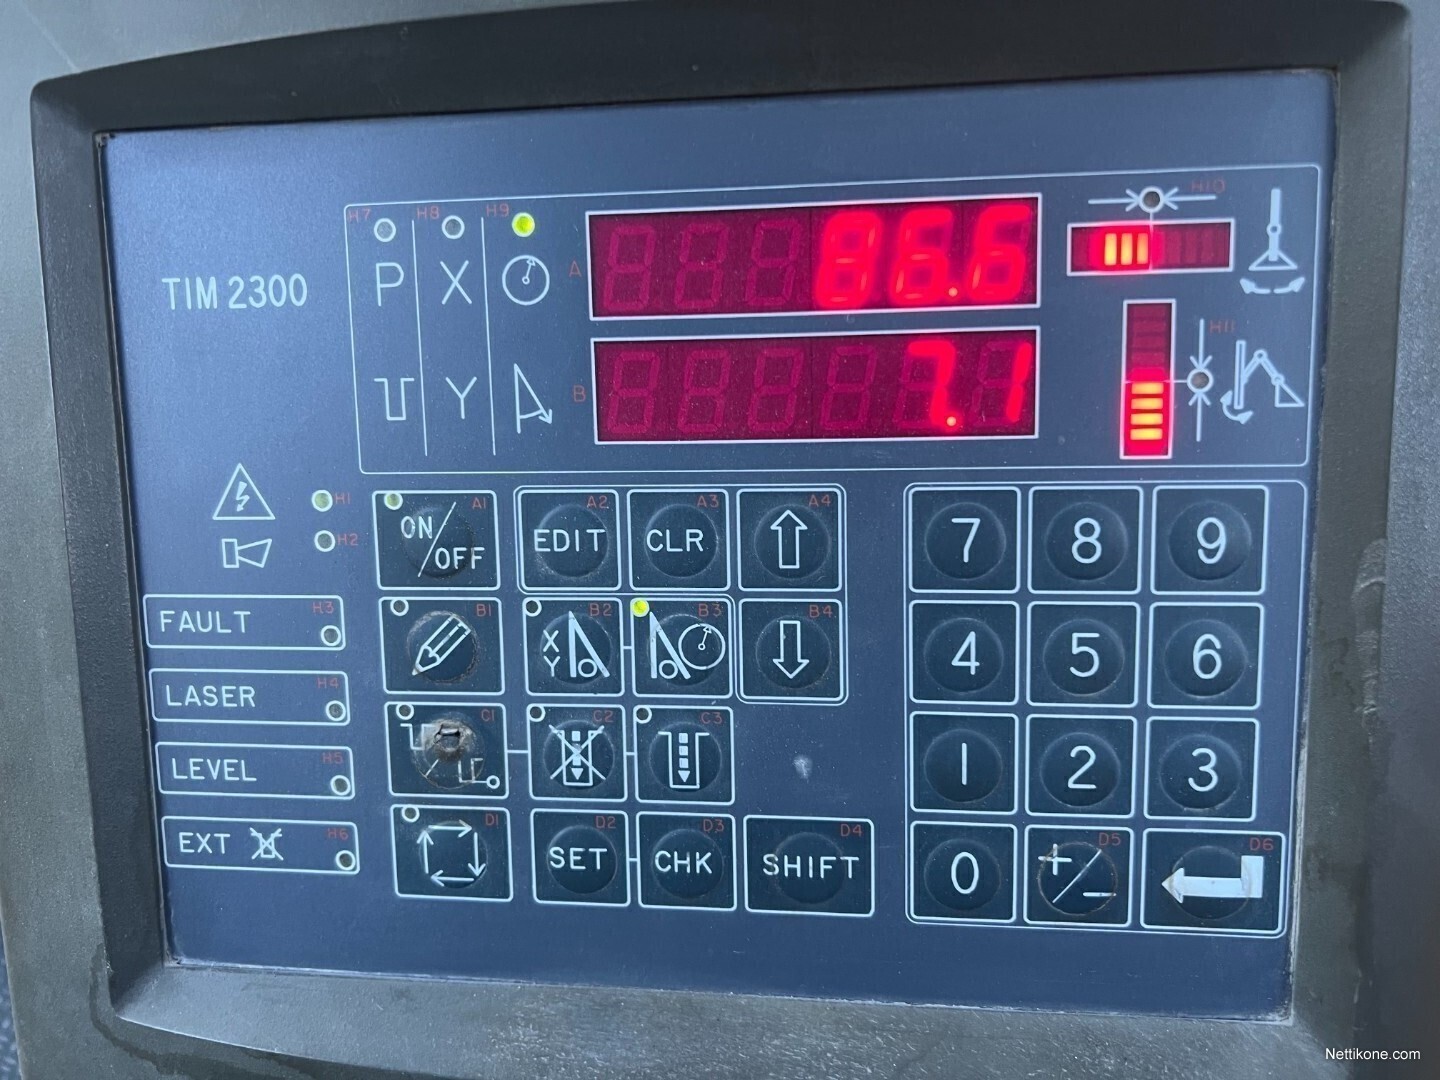 H7 H8 H9 H10
P X A 86.6
TIM 2300
H11
Y B 7.1
H1 ON/OFF A1 EDIT A2 CLR A3 A4 7 8 9
H2
FAULT H3 B1 XY B2 B3 B4 4 5 6
LASER H4 C1 C2 C3 1 2 3
LEVEL H5
EXT H6 D1 SET D2 CHK D3 SHIFT D4 0 +/- D5 D6
Nettikone.com